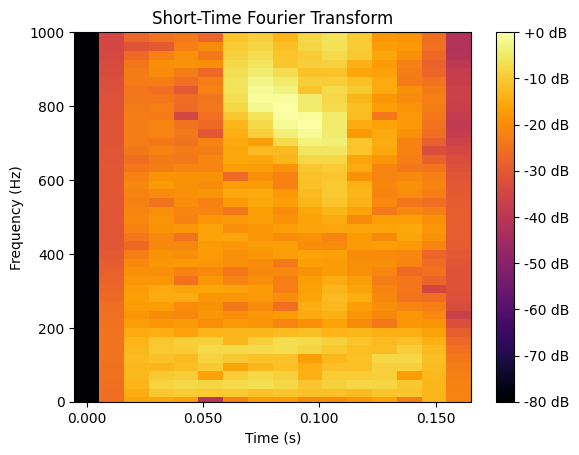 Short-Time Fourier Transform
1000
800
600
400
200
0
Frequency (Hz)
0.000
0.050
0.100
0.150
Time (s)
+0 dB
-10 dB
-20 dB
-30 dB
-40 dB
-50 dB
-60 dB
-70 dB
-80 dB